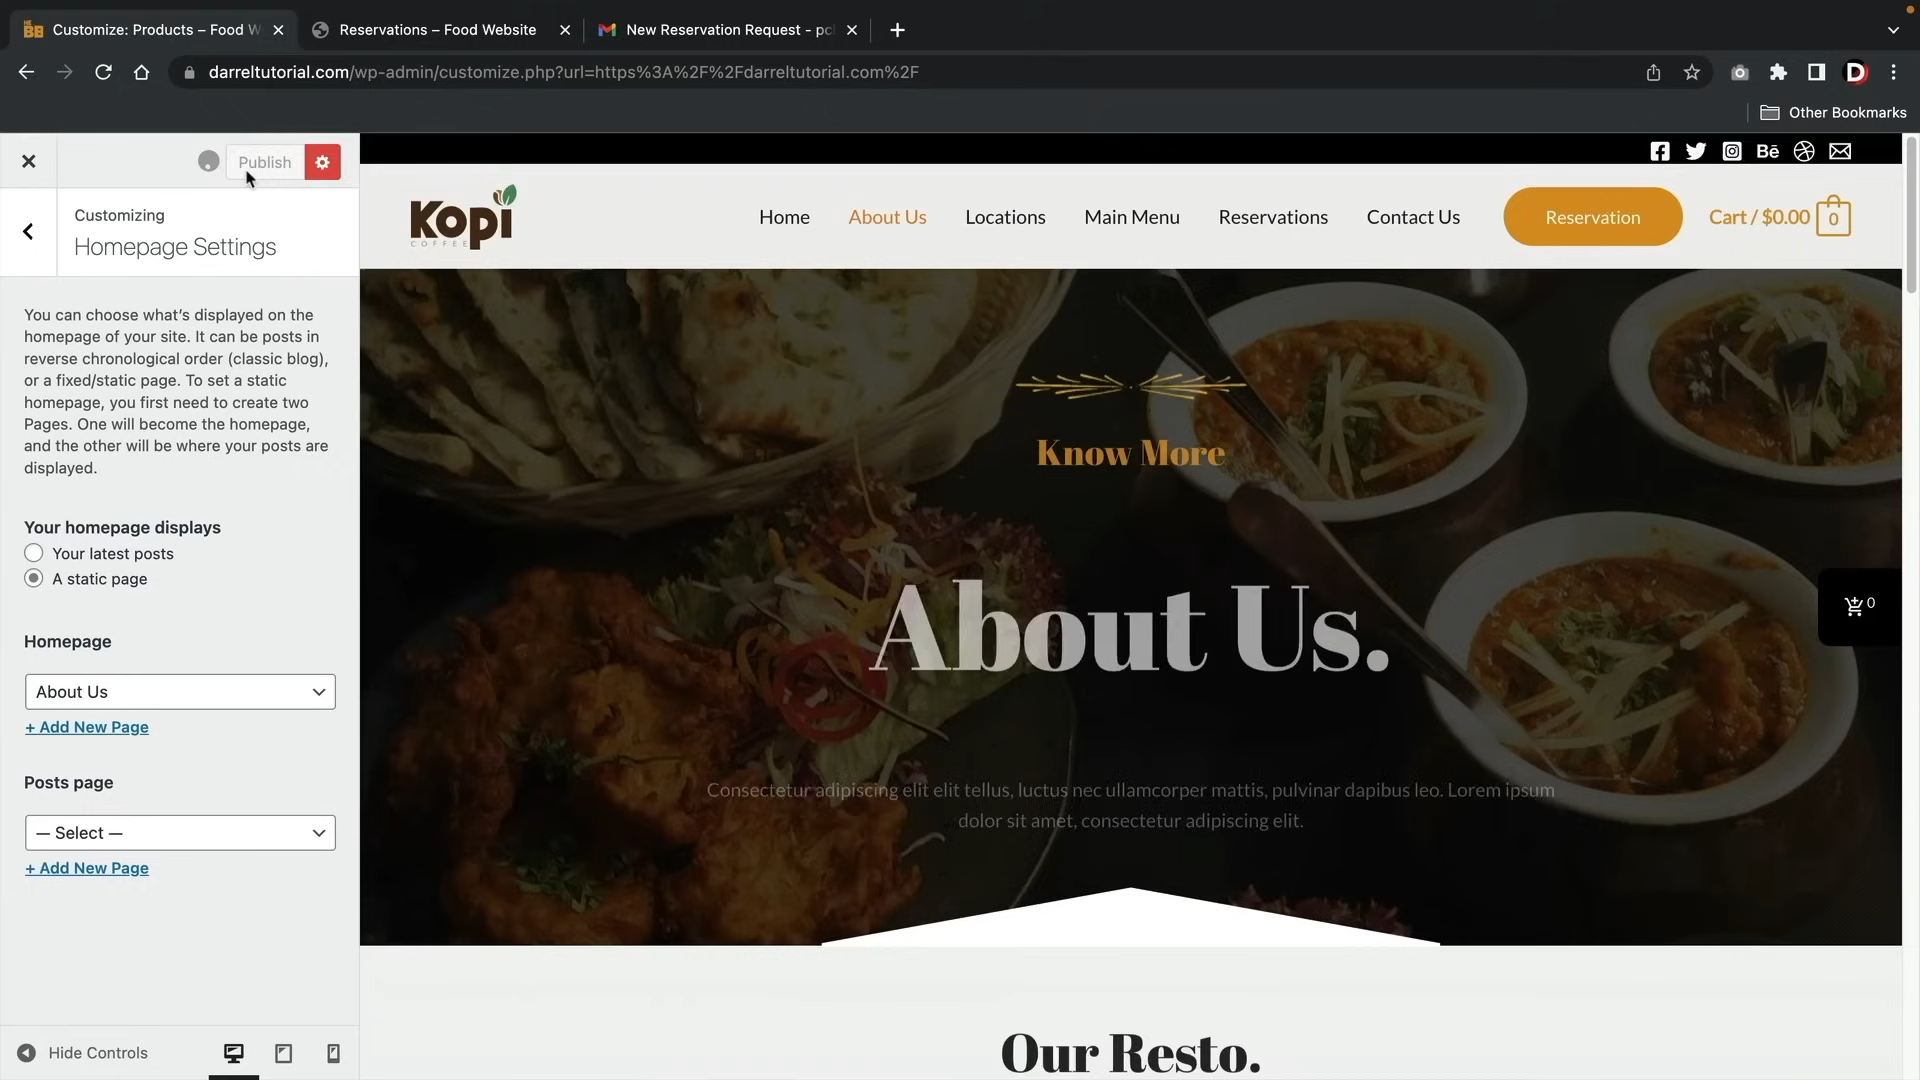 Customize: Products – Food W
Reservations – Food Website
New Reservation Request - pc
darreltutorial.com/wp-admin/customize.php?url=https%3A%2F%2Fdarreltutorial.com%2F
Other Bookmarks
Publish
Customizing
Homepage Settings
You can choose what's displayed on the
homepage of your site. It can be posts in
reverse chronological order (classic blog),
or a fixed/static page. To set a static
homepage, you first need to create two
Pages. One will become the homepage,
and the other will be where your posts are
displayed.
Your homepage displays
Your latest posts
A static page
Homepage
About Us
+ Add New Page
Posts page
— Select —
+ Add New Page
Hide Controls
Bē
Kopi
COFFEE
Home
About Us
Locations
Main Menu
Reservations
Contact Us
Reservation
Cart / $0.00
0
Know More
About Us.
Consectetur adipiscing elit elit tellus, luctus nec ullamcorper mattis, pulvinar dapibus leo. Lorem ipsum
dolor sit amet, consectetur adipiscing elit.
0
Our Resto.